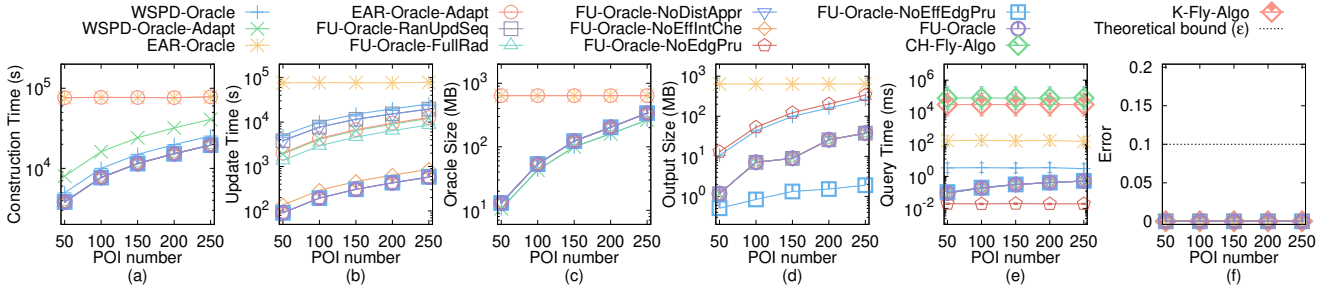 WSPD-Oracle
WSPD-Oracle-Adapt
EAR-Oracle
EAR-Oracle-Adapt
FU-Oracle-RanUpdSeq
FU-Oracle-FullRad
FU-Oracle-NoDistAppr
FU-Oracle-NoEffIntChe
FU-Oracle-NoEdgPru
FU-Oracle-NoEffEdgPru
FU-Oracle
CH-Fly-Algo
K-Fly-Algo
Theoretical bound (ε)
Construction Time (s)
10^5
10^4
50 100 150 200 250
POI number
(a)
Update Time (s)
10^5
10^4
10^3
10^2
50 100 150 200 250
POI number
(b)
Oracle Size (MB)
10^3
10^2
10^1
50 100 150 200 250
POI number
(c)
Output Size (MB)
10^3
10^2
10^1
10^0
50 100 150 200 250
POI number
(d)
Query Time (ms)
10^6
10^4
10^2
10^0
10^-2
50 100 150 200 250
POI number
(e)
Error
0.2
0.15
0.1
0.05
0
50 100 150 200 250
POI number
(f)